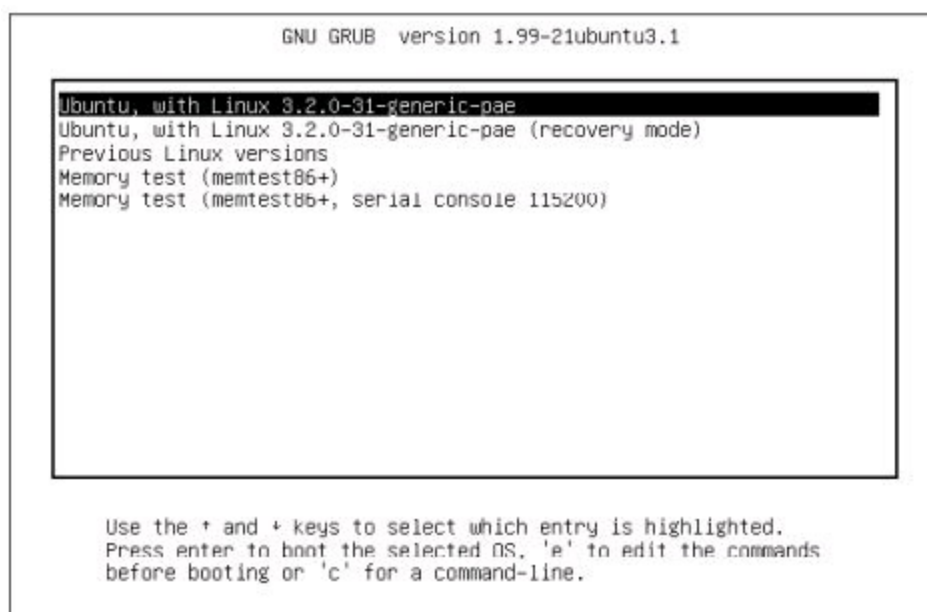 GNU GRUB version 1.99-21ubuntu3.1
Ubuntu, with Linux 3.2.0-31-generic-pae
Ubuntu, with Linux 3.2.0-31-generic-pae (recovery mode)
Previous Linux versions
Memory test (memtest86+)
Memory test (memtest86+, serial console 115200)
Use the ↑ and ↓ keys to select which entry is highlighted.
Press enter to boot the selected OS, 'e' to edit the commands
before booting or 'c' for a command-line.